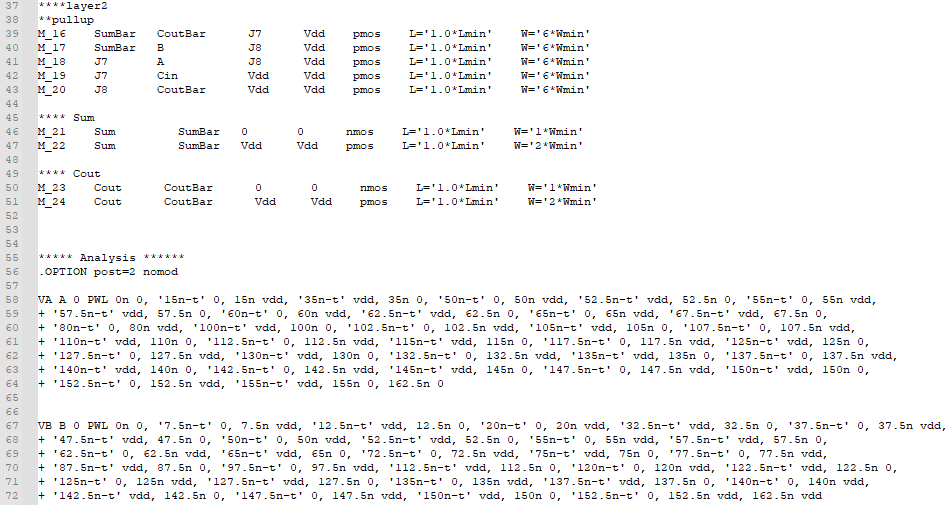 37 ****layer2
38 **pullup
39 M_16 SumBar CoutBar J7 Vdd pmos L='1.0*Lmin' W='6*Wmin'
40 M_17 SumBar B J8 Vdd pmos L='1.0*Lmin' W='6*Wmin'
41 M_18 J7 A J8 Vdd pmos L='1.0*Lmin' W='6*Wmin'
42 M_19 J7 Cin Vdd Vdd pmos L='1.0*Lmin' W='6*Wmin'
43 M_20 J8 CoutBar Vdd Vdd pmos L='1.0*Lmin' W='6*Wmin'
44
45 **** Sum
46 M_21 Sum SumBar 0 0 nmos L='1.0*Lmin' W='1*Wmin'
47 M_22 Sum SumBar Vdd Vdd pmos L='1.0*Lmin' W='2*Wmin'
48
49 **** Cout
50 M_23 Cout CoutBar 0 0 nmos L='1.0*Lmin' W='1*Wmin'
51 M_24 Cout CoutBar Vdd Vdd pmos L='1.0*Lmin' W='2*Wmin'
52
53
54
55 ***** Analysis ******
56 .OPTION post=2 nomod
57
58 VA A 0 PWL 0n 0, '15n-t' 0, 15n vdd, '35n-t' vdd, 35n 0, '50n-t' 0, 50n vdd, '52.5n-t' vdd, 52.5n 0, '55n-t' 0, 55n vdd,
59 + '57.5n-t' vdd, 57.5n 0, '60n-t' 0, 60n vdd, '62.5n-t' vdd, 62.5n 0, '65n-t' 0, 65n vdd, '67.5n-t' vdd, 67.5n 0,
60 + '80n-t' 0, 80n vdd, '100n-t' vdd, 100n 0, '102.5n-t' 0, 102.5n vdd, '105n-t' vdd, 105n 0, '107.5n-t' 0, 107.5n vdd,
61 + '110n-t' vdd, 110n 0, '112.5n-t' 0, 112.5n vdd, '115n-t' vdd, 115n 0, '117.5n-t' 0, 117.5n vdd, '125n-t' vdd, 125n 0,
62 + '127.5n-t' 0, 127.5n vdd, '130n-t' vdd, 130n 0, '132.5n-t' 0, 132.5n vdd, '135n-t' vdd, 135n 0, '137.5n-t' 0, 137.5n vdd,
63 + '140n-t' vdd, 140n 0, '142.5n-t' 0, 142.5n vdd, '145n-t' vdd, 145n 0, '147.5n-t' 0, 147.5n vdd, '150n-t' vdd, 150n 0,
64 + '152.5n-t' 0, 152.5n vdd, '155n-t' vdd, 155n 0, 162.5n 0
65
66
67 VB B 0 PWL 0n 0, '7.5n-t' 0, 7.5n vdd, '12.5n-t' vdd, 12.5n 0, '20n-t' 0, 20n vdd, '32.5n-t' vdd, 32.5n 0, '37.5n-t' 0, 37.5n vdd,
68 + '47.5n-t' vdd, 47.5n 0, '50n-t' 0, 50n vdd, '52.5n-t' vdd, 52.5n 0, '55n-t' 0, 55n vdd, '57.5n-t' vdd, 57.5n 0,
69 + '62.5n-t' 0, 62.5n vdd, '65n-t' vdd, 65n 0, '72.5n-t' 0, 72.5n vdd, '75n-t' vdd, 75n 0, '77.5n-t' 0, 77.5n vdd,
70 + '87.5n-t' vdd, 87.5n 0, '97.5n-t' 0, 97.5n vdd, '112.5n-t' vdd, 112.5n 0, '120n-t' 0, 120n vdd, '122.5n-t' vdd, 122.5n 0,
71 + '125n-t' 0, 125n vdd, '127.5n-t' vdd, 127.5n 0, '135n-t' 0, 135n vdd, '137.5n-t' vdd, 137.5n 0, '140n-t' 0, 140n vdd,
72 + '142.5n-t' vdd, 142.5n 0, '147.5n-t' 0, 147.5n vdd, '150n-t' vdd, 150n 0, '152.5n-t' 0, 152.5n vdd, 162.5n vdd